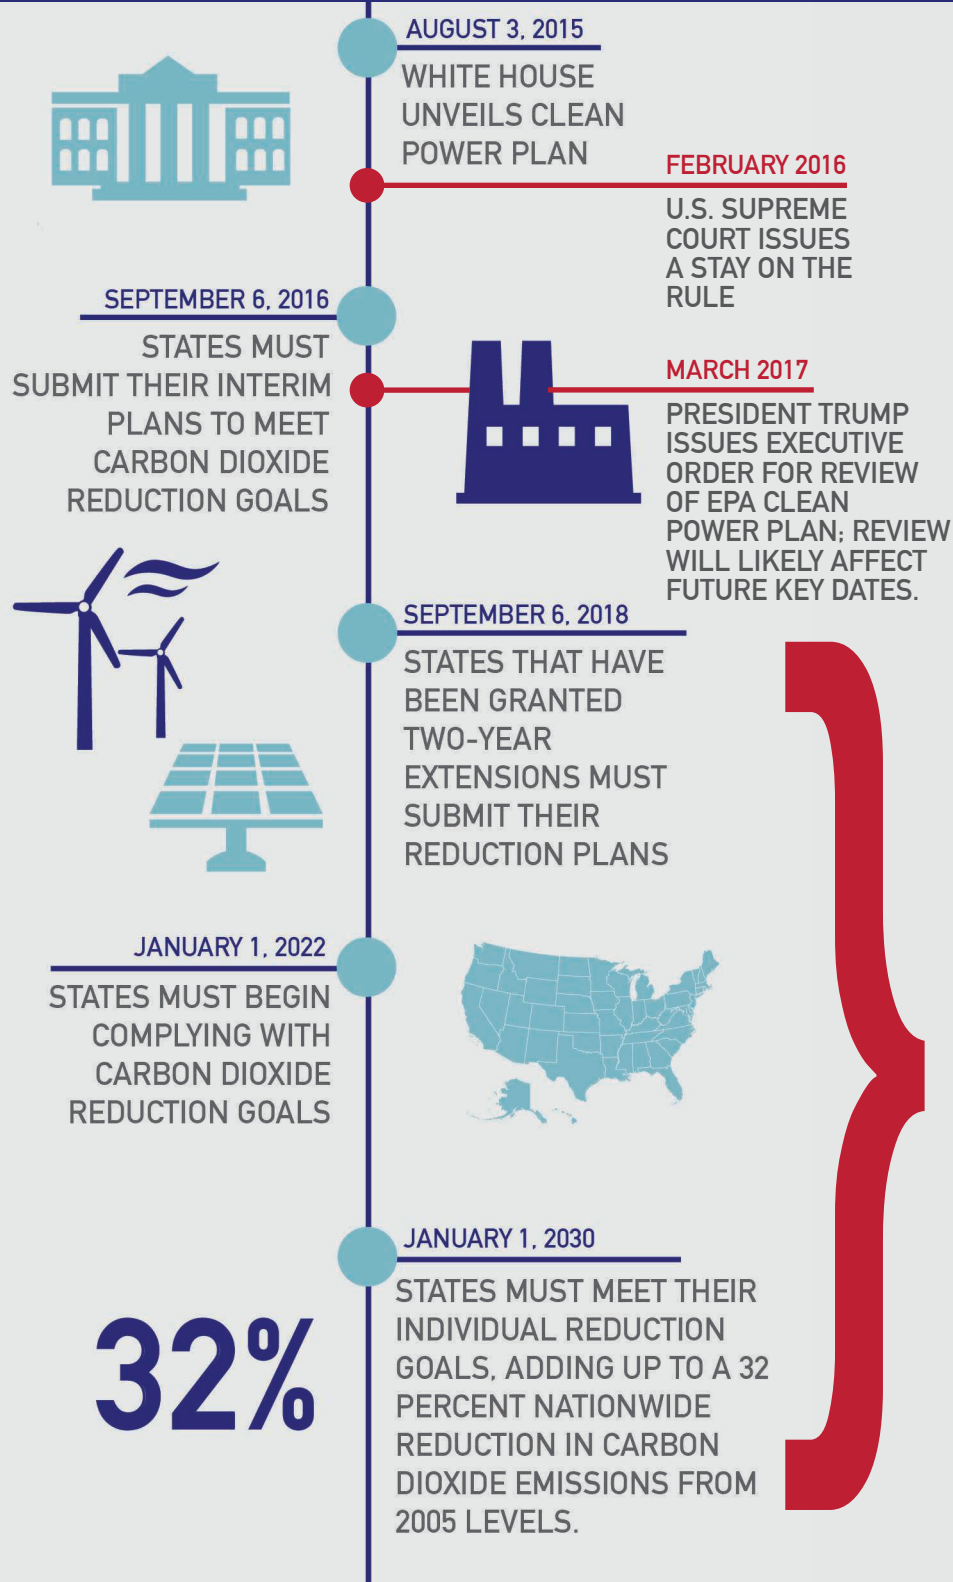 AUGUST 3, 2015
WHITE HOUSE
UNVEILS CLEAN
POWER PLAN
FEBRUARY 2016
U.S. SUPREME
COURT ISSUES
A STAY ON THE
RULE
SEPTEMBER 6, 2016
STATES MUST
SUBMIT THEIR INTERIM
PLANS TO MEET
CARBON DIOXIDE
REDUCTION GOALS
MARCH 2017
PRESIDENT TRUMP
ISSUES EXECUTIVE
ORDER FOR REVIEW
OF EPA CLEAN
POWER PLAN; REVIEW
WILL LIKELY AFFECT
FUTURE KEY DATES.
SEPTEMBER 6, 2018
STATES THAT HAVE
BEEN GRANTED
TWO-YEAR
EXTENSIONS MUST
SUBMIT THEIR
REDUCTION PLANS
JANUARY 1, 2022
STATES MUST BEGIN
COMPLYING WITH
CARBON DIOXIDE
REDUCTION GOALS
JANUARY 1, 2030
STATES MUST MEET THEIR
INDIVIDUAL REDUCTION
GOALS, ADDING UP TO A 32
PERCENT NATIONWIDE
REDUCTION IN CARBON
DIOXIDE EMISSIONS FROM
2005 LEVELS.
32%